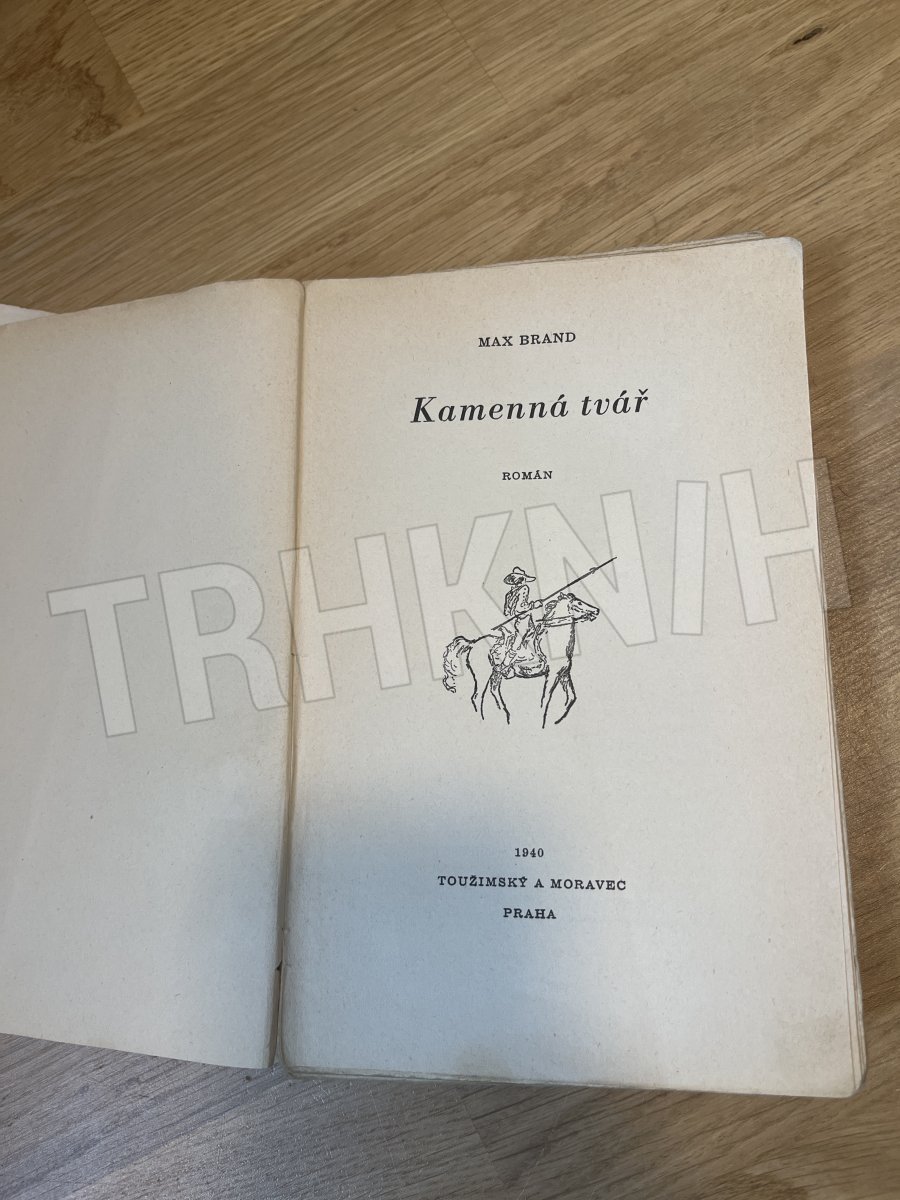 MAX BRAND
Kamenná tvář
ROMÁN
TRHKNIH
1940
TOUŽIMSKÝ A MORAVEC
PRAHA